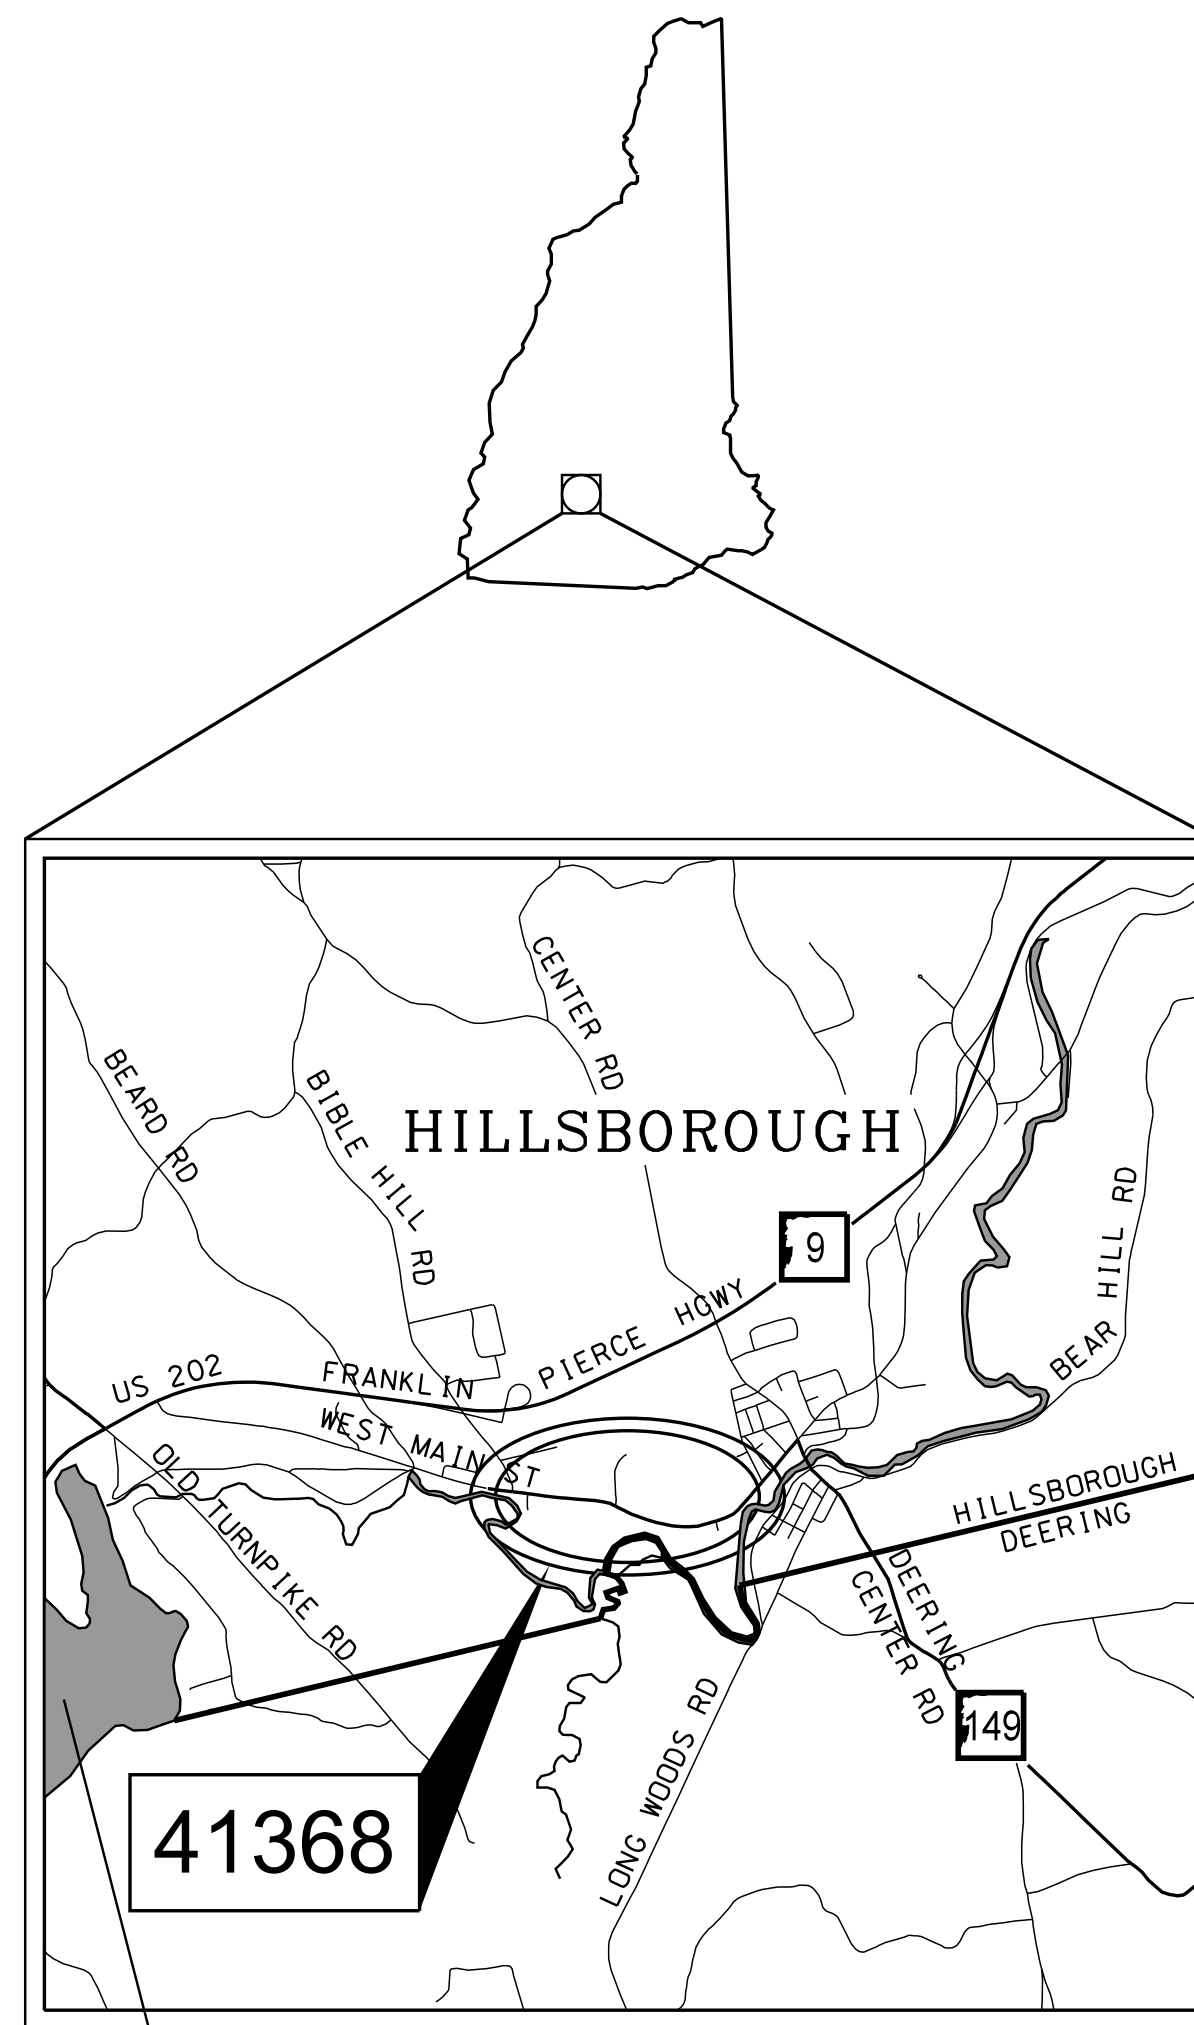 CENTER RD
BEARD RD
BIBLE HILL RD
HILLSBOROUGH
BEAR HILL RD
9
US 202
FRANKLIN PIERCE HGWY
WEST MAIN ST
OLD TURNPIKE RD
HILLSBOROUGH
DEERING
DEERING
CENTER RD
LONG WOODS RD
149
41368